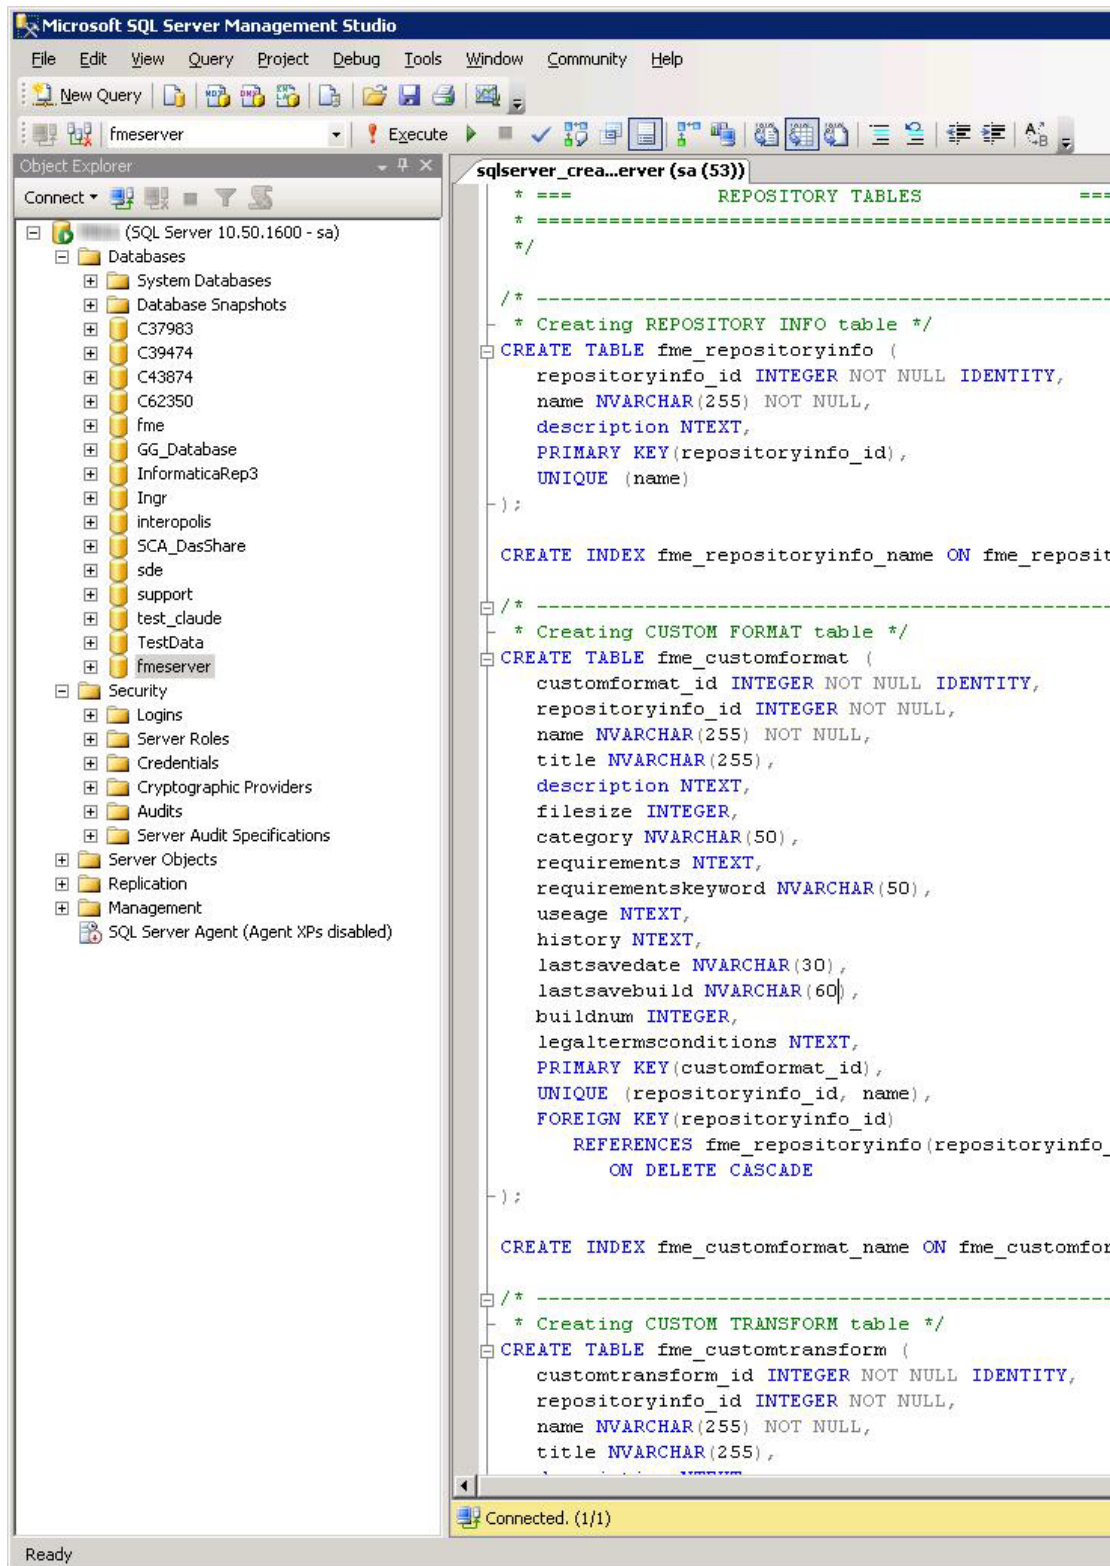 Microsoft SQL Server Management Studio
File Edit View Query Project Debug Tools Window Community Help
New Query
fmeserver Execute
Object Explorer
Connect
(SQL Server 10.50.1600 - sa)
Databases
System Databases
Database Snapshots
C37983
C39474
C43874
C62350
fme
GG_Database
InformaticaRep3
Ingr
interopolis
SCA_DasShare
sde
support
test_claude
TestData
fmeserver
Security
Logins
Server Roles
Credentials
Cryptographic Providers
Audits
Server Audit Specifications
Server Objects
Replication
Management
SQL Server Agent (Agent XPs disabled)
sqlserver_crea...erver (sa (53))
* === REPOSITORY TABLES ===
* ===============================================
*/
/* -----------------------------------------------
* Creating REPOSITORY INFO table */
CREATE TABLE fme_repositoryinfo (
repositoryinfo_id INTEGER NOT NULL IDENTITY,
name NVARCHAR(255) NOT NULL,
description NTEXT,
PRIMARY KEY(repositoryinfo_id),
UNIQUE (name)
);
CREATE INDEX fme_repositoryinfo_name ON fme_reposit
/* -----------------------------------------------
* Creating CUSTOM FORMAT table */
CREATE TABLE fme_customformat (
customformat_id INTEGER NOT NULL IDENTITY,
repositoryinfo_id INTEGER NOT NULL,
name NVARCHAR(255) NOT NULL,
title NVARCHAR(255),
description NTEXT,
filesize INTEGER,
category NVARCHAR(50),
requirements NTEXT,
requirementskeyword NVARCHAR(50),
useage NTEXT,
history NTEXT,
lastsavedate NVARCHAR(30),
lastsavebuild NVARCHAR(60),
buildnum INTEGER,
legaltermsconditions NTEXT,
PRIMARY KEY(customformat_id),
UNIQUE (repositoryinfo_id, name),
FOREIGN KEY(repositoryinfo_id)
REFERENCES fme_repositoryinfo(repositoryinfo_
ON DELETE CASCADE
);
CREATE INDEX fme_customformat_name ON fme_customfor
/* -----------------------------------------------
* Creating CUSTOM TRANSFORM table */
CREATE TABLE fme_customtransform (
customtransform_id INTEGER NOT NULL IDENTITY,
repositoryinfo_id INTEGER NOT NULL,
name NVARCHAR(255) NOT NULL,
title NVARCHAR(255),
Connected. (1/1)
Ready